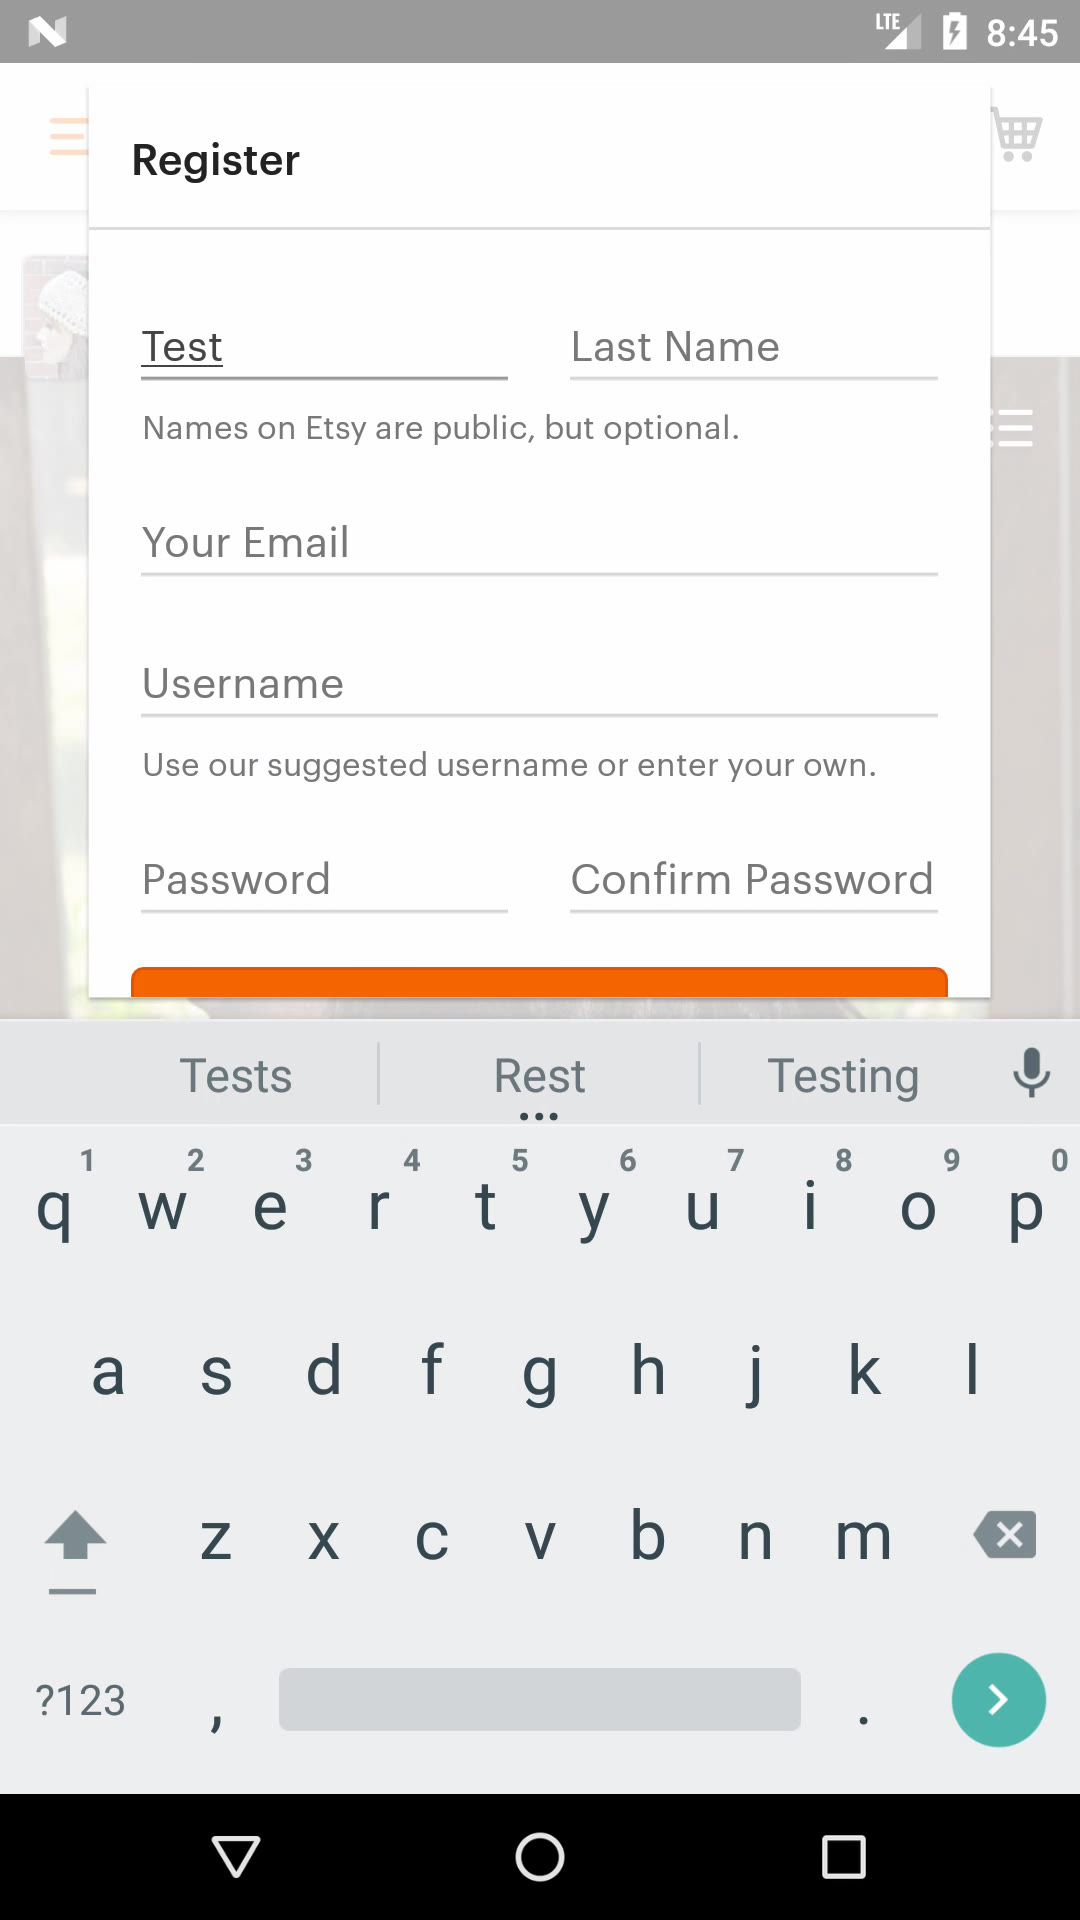 LTE 8:45
Register
Test Last Name
Names on Etsy are public, but optional.
Your Email
Username
Use our suggested username or enter your own.
Password Confirm Password
Tests Rest Testing
1 2 3 4 5 6 7 8 9 0
q w e r t y u i o p
a s d f g h j k l
z x c v b n m
?123 , .